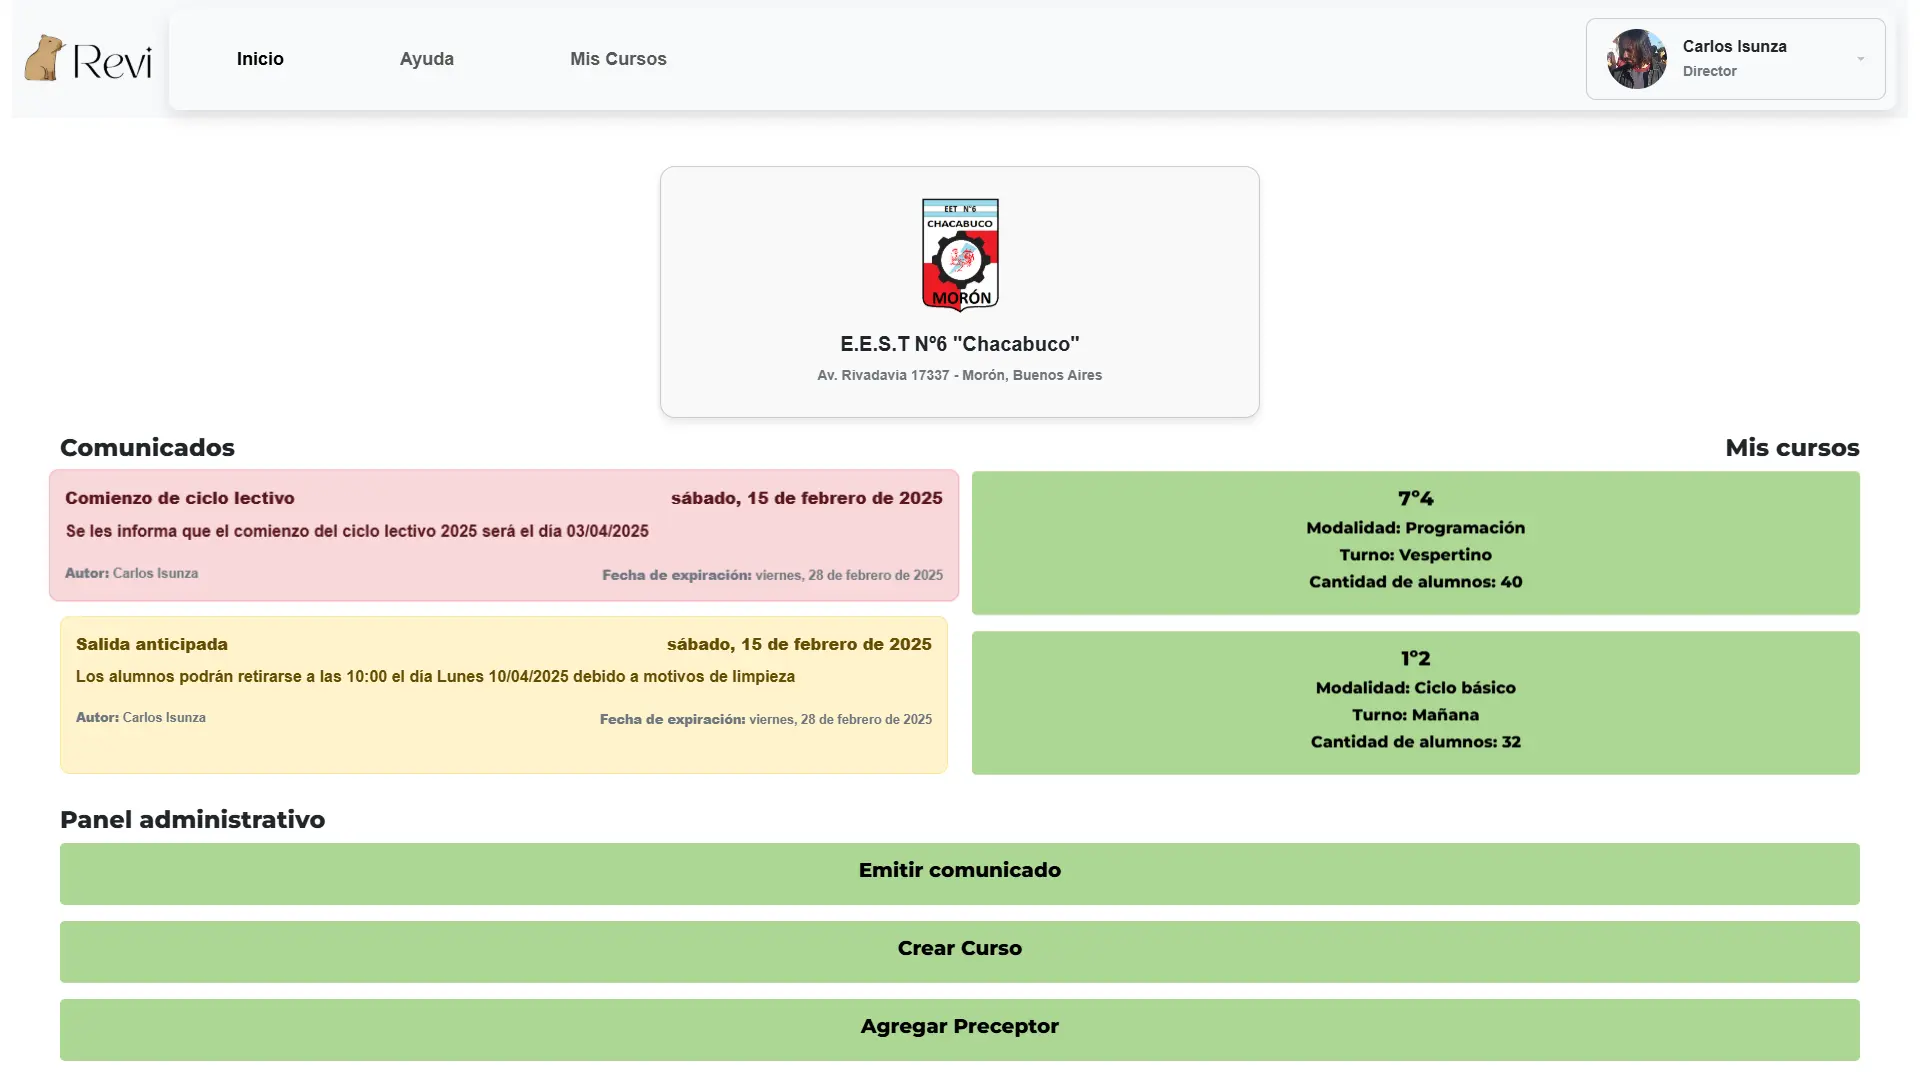 Revi
Inicio
Ayuda
Mis Cursos
Carlos Isunza
Director
EET N°6
CHACABUCO
MORÓN
E.E.S.T Nº6 "Chacabuco"
Av. Rivadavia 17337 - Morón, Buenos Aires
Comunicados
Comienzo de ciclo lectivo
sábado, 15 de febrero de 2025
Se les informa que el comienzo del ciclo lectivo 2025 será el día 03/04/2025
Autor: Carlos Isunza
Fecha de expiración: viernes, 28 de febrero de 2025
Salida anticipada
sábado, 15 de febrero de 2025
Los alumnos podrán retirarse a las 10:00 el día Lunes 10/04/2025 debido a motivos de limpieza
Autor: Carlos Isunza
Fecha de expiración: viernes, 28 de febrero de 2025
Mis cursos
7º4
Modalidad: Programación
Turno: Vespertino
Cantidad de alumnos: 40
1º2
Modalidad: Ciclo básico
Turno: Mañana
Cantidad de alumnos: 32
Panel administrativo
Emitir comunicado
Crear Curso
Agregar Preceptor